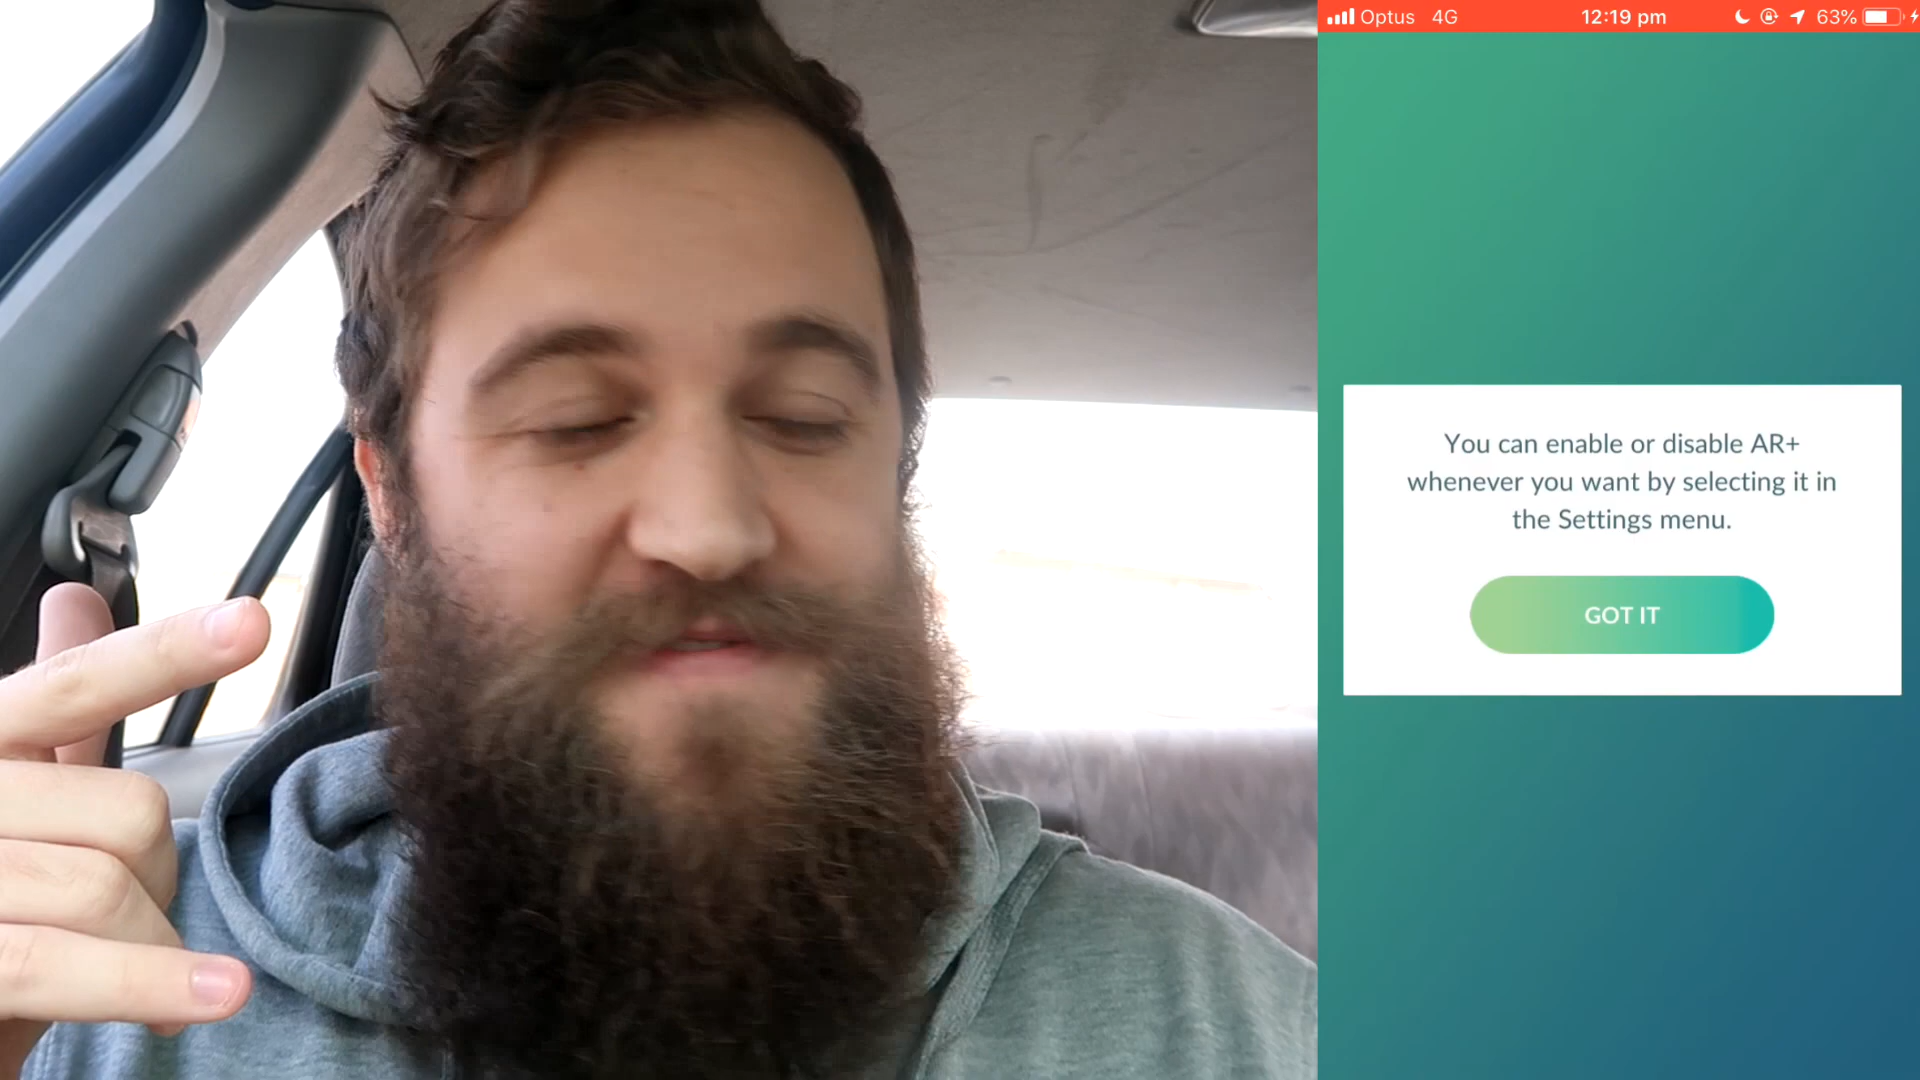 Optus 4G 12:19 pm 63%
You can enable or disable AR+
whenever you want by selecting it in
the Settings menu.
GOT IT